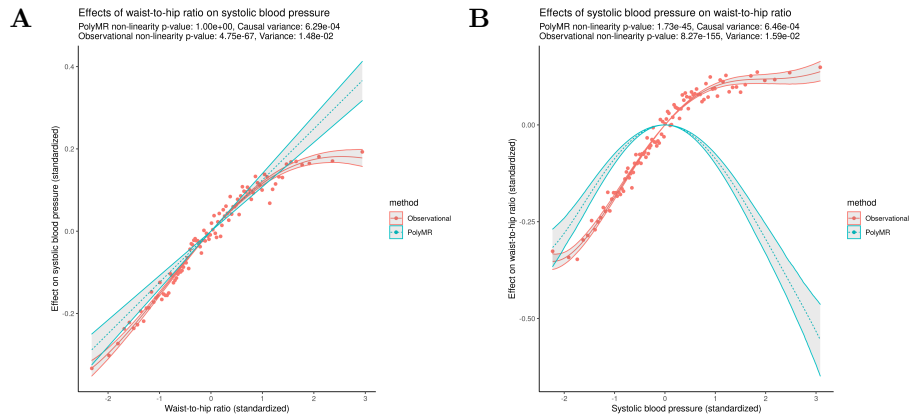 A
Effects of waist-to-hip ratio on systolic blood pressure
PolyMR non-linearity p-value: 1.00e+00, Causal variance: 6.29e-04
Observational non-linearity p-value: 4.75e-67, Variance: 1.48e-02
0.4
0.2
0.0
-0.2
Effect on systolic blood pressure (standardized)
-2
-1
0
1
2
3
Waist-to-hip ratio (standardized)
method
Observational
PolyMR
B
Effects of systolic blood pressure on waist-to-hip ratio
PolyMR non-linearity p-value: 1.73e-45, Causal variance: 6.46e-04
Observational non-linearity p-value: 8.27e-155, Variance: 1.59e-02
0.00
-0.25
-0.50
Effect on waist-to-hip ratio (standardized)
-2
-1
0
1
2
3
Systolic blood pressure (standardized)
method
Observational
PolyMR